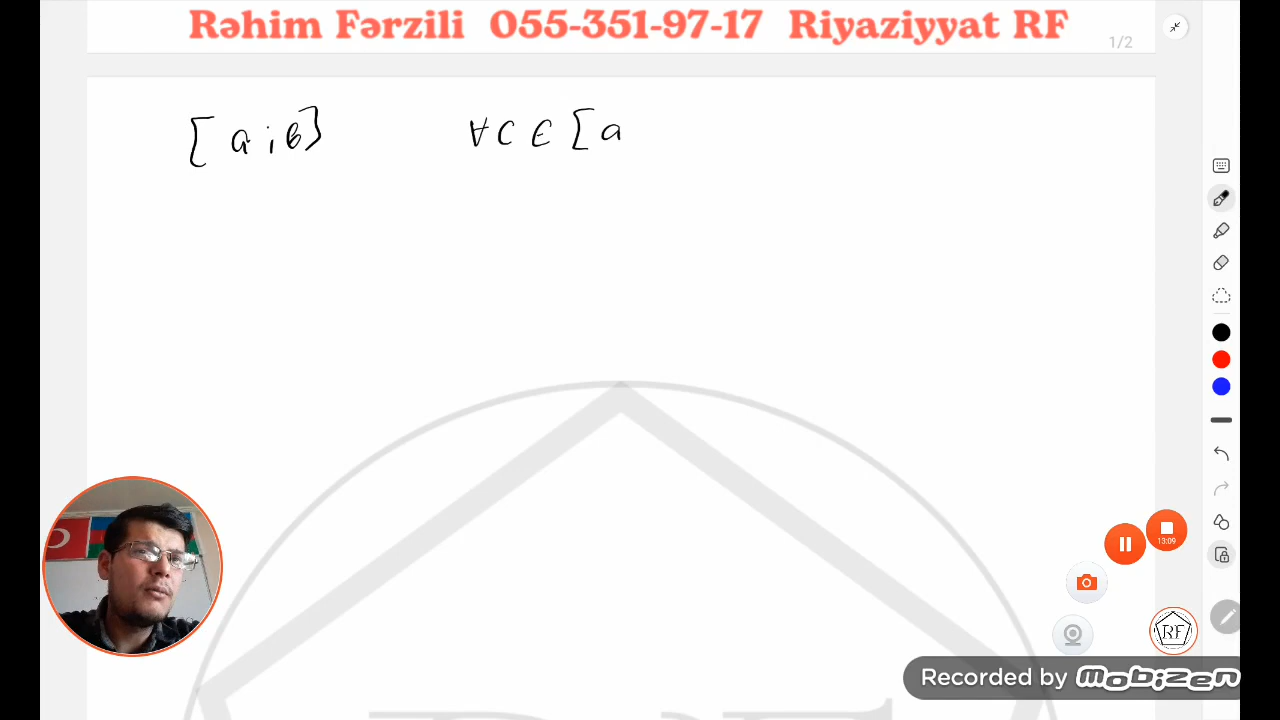 Rəhim Fərzili 055-351-97-17 Riyaziyyat RF
1/2
[a;b] ∀c∈[a
13:09
RF
Recorded by mobizen